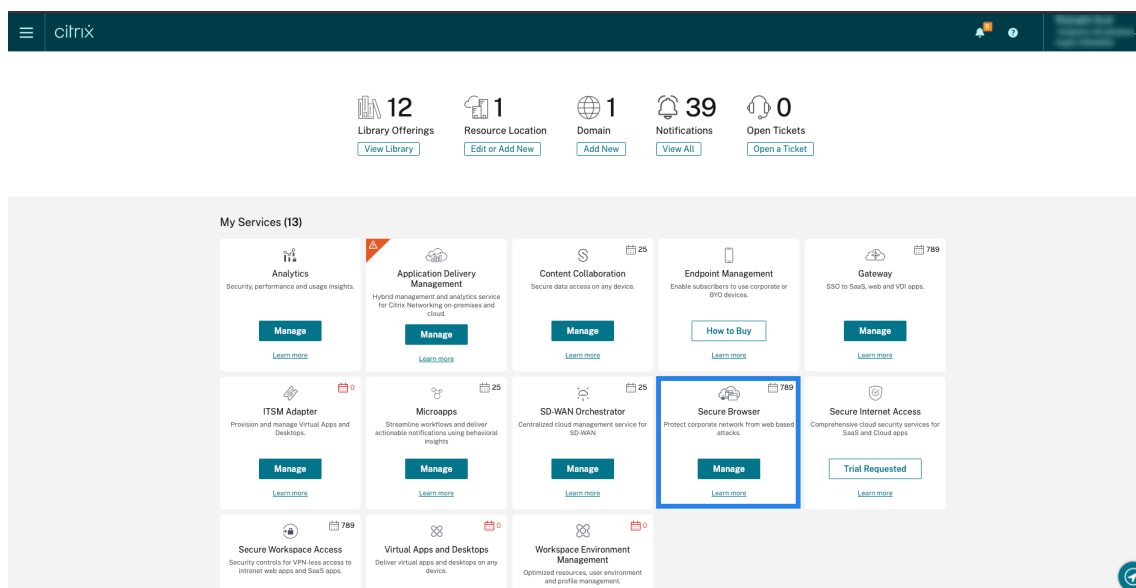 citrix
5
12
Library Offerings
View Library
1
Resource Location
Edit or Add New
1
Domain
Add New
39
Notifications
View All
0
Open Tickets
Open a Ticket
My Services (13)
Analytics
Security, performance and usage insights.
Manage
Learn more
Application Delivery
Management
Hybrid management and analytics service
for Citrix Networking on-premises and
cloud.
Manage
Learn more
25
Content Collaboration
Secure data access on any device.
Manage
Learn more
Endpoint Management
Enable subscribers to use corporate or
BYO devices.
How to Buy
Learn more
789
Gateway
SSO to SaaS, web and VDI apps.
Manage
Learn more
0
ITSM Adapter
Provision and manage Virtual Apps and
Desktops.
Manage
Learn more
25
Microapps
Streamline workflows and deliver
actionable notifications using behavioral
insights
Manage
Learn more
25
SD-WAN Orchestrator
Centralized cloud management service for
SD-WAN
Manage
Learn more
789
Secure Browser
Protect corporate network from web based
attacks.
Manage
Learn more
Secure Internet Access
Comprehensive cloud security services for
SaaS and Cloud apps
Trial Requested
Learn more
789
Secure Workspace Access
Security controls for VPN-less access to
intranet web apps and SaaS apps.
0
Virtual Apps and Desktops
Deliver virtual apps and desktops on any
device.
0
Workspace Environment
Management
Optimized resources, user environment
and profile management.